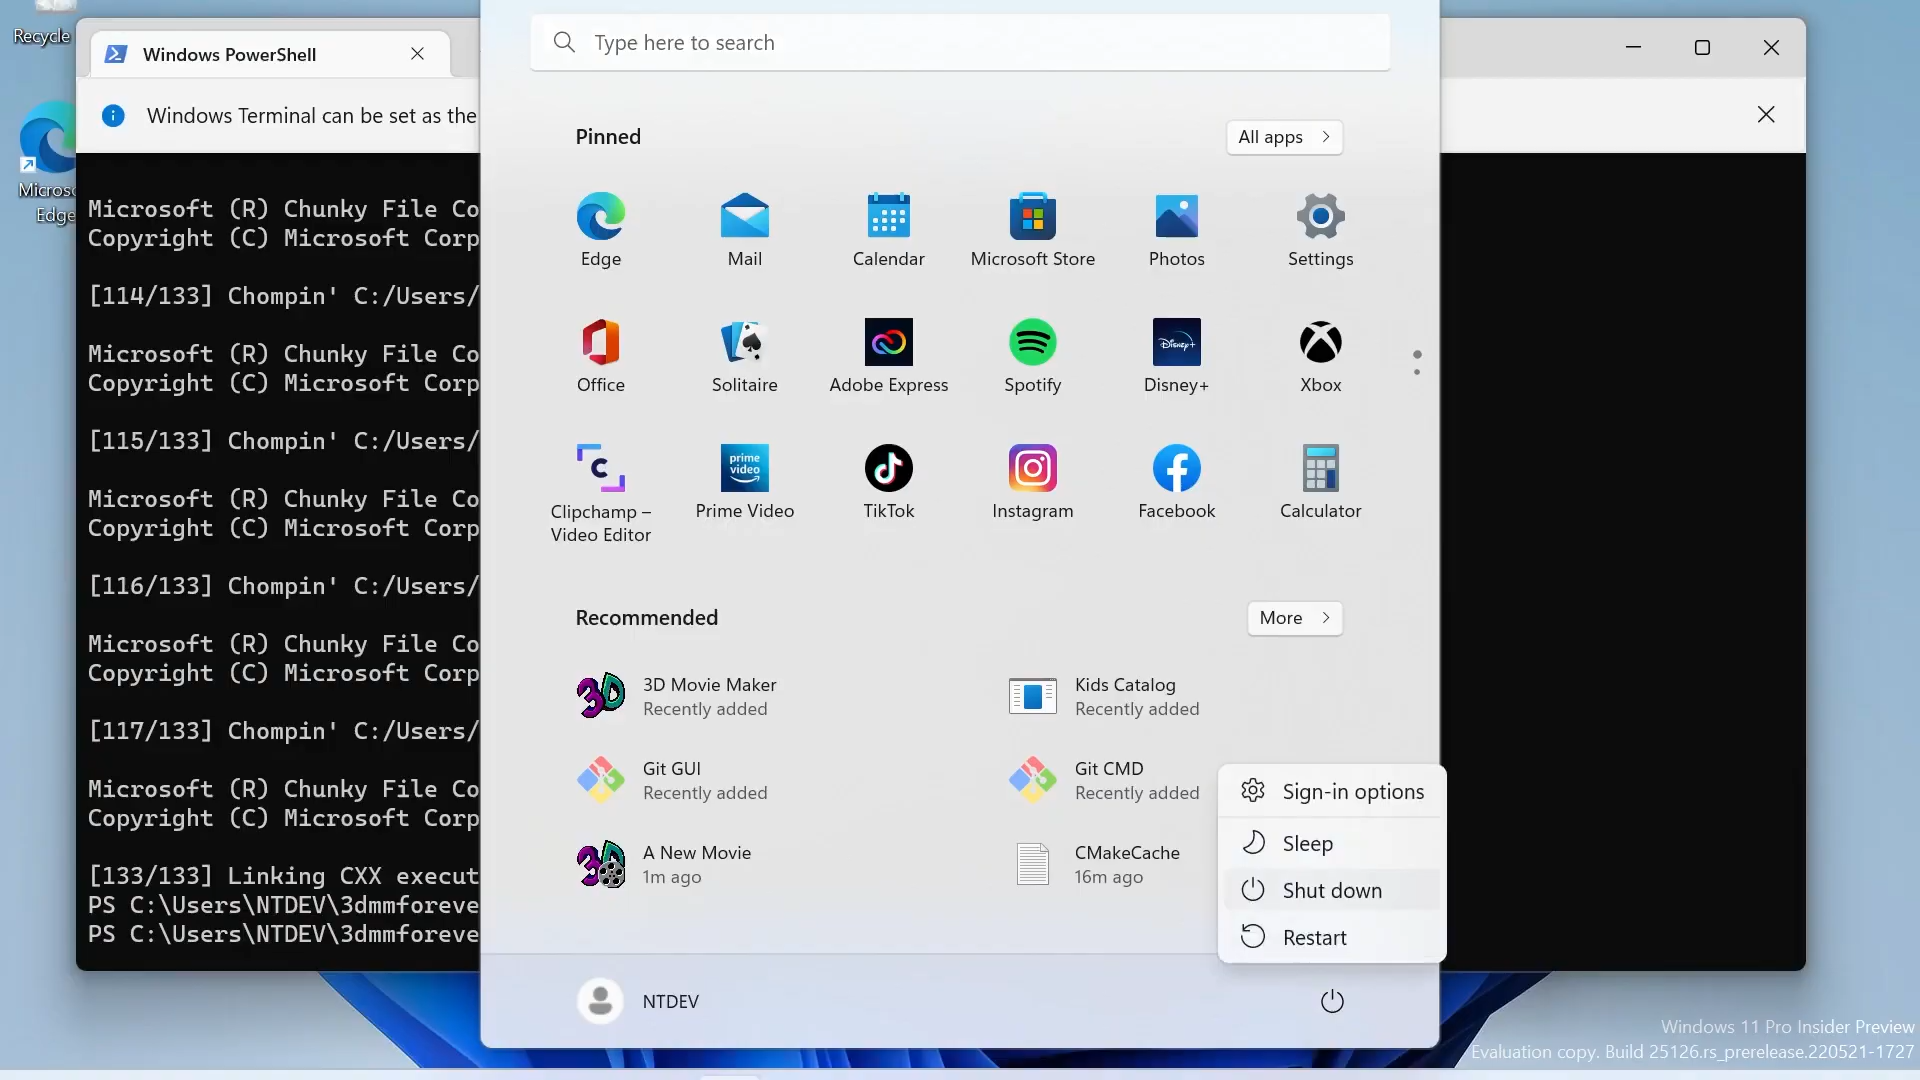 Recycle
Windows PowerShell
Windows Terminal can be set as the
Microso
Edge
Microsoft (R) Chunky File Co
Copyright (C) Microsoft Corp
[114/133] Chompin' C:/Users/
Microsoft (R) Chunky File Co
Copyright (C) Microsoft Corp
[115/133] Chompin' C:/Users/
Microsoft (R) Chunky File Co
Copyright (C) Microsoft Corp
[116/133] Chompin' C:/Users/
Microsoft (R) Chunky File Co
Copyright (C) Microsoft Corp
[117/133] Chompin' C:/Users/
Microsoft (R) Chunky File Co
Copyright (C) Microsoft Corp
[133/133] Linking CXX execut
PS C:\Users\NTDEV\3dmmforeve
PS C:\Users\NTDEV\3dmmforeve
Type here to search
Pinned
All apps
Edge
Mail
Calendar
Microsoft Store
Photos
Settings
Office
Solitaire
Adobe Express
Disney+
Spotify
Disney+
Xbox
C
prime
video
Clipchamp –
Video Editor
Prime Video
TikTok
Instagram
Facebook
Calculator
Recommended
More
3D
3D Movie Maker
Recently added
Kids Catalog
Recently added
Git GUI
Recently added
Git CMD
Recently added
3D
A New Movie
1m ago
CMakeCache
16m ago
Sign-in options
Sleep
Shut down
Restart
NTDEV
Windows 11 Pro Insider Preview
Evaluation copy. Build 25126.rs_prerelease.220521-1727